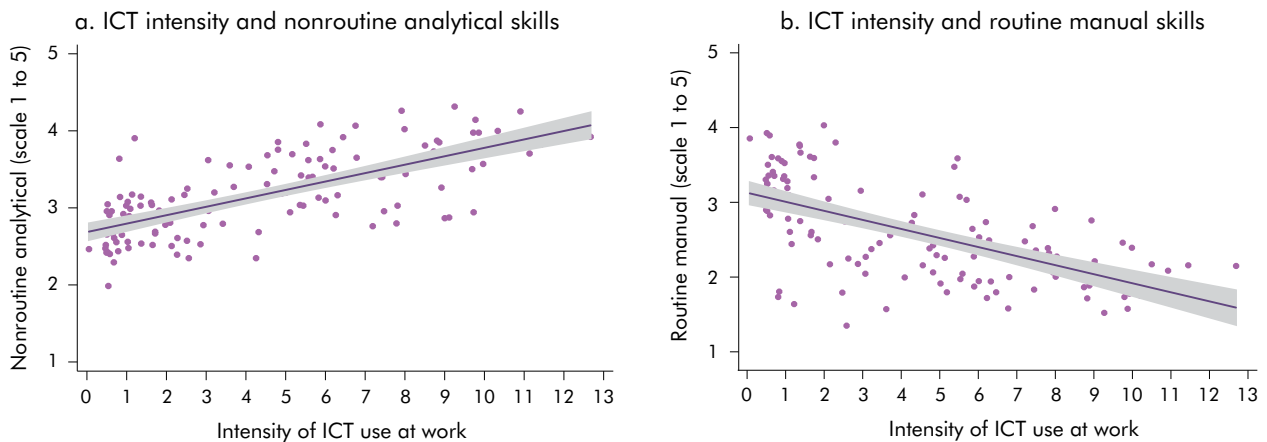 a. ICT intensity and nonroutine analytical skills
Nonroutine analytical (scale 1 to 5)
5
4
3
2
1
0 1 2 3 4 5 6 7 8 9 10 11 12 13
Intensity of ICT use at work
b. ICT intensity and routine manual skills
Routine manual (scale 1 to 5)
5
4
3
2
1
0 1 2 3 4 5 6 7 8 9 10 11 12 13
Intensity of ICT use at work